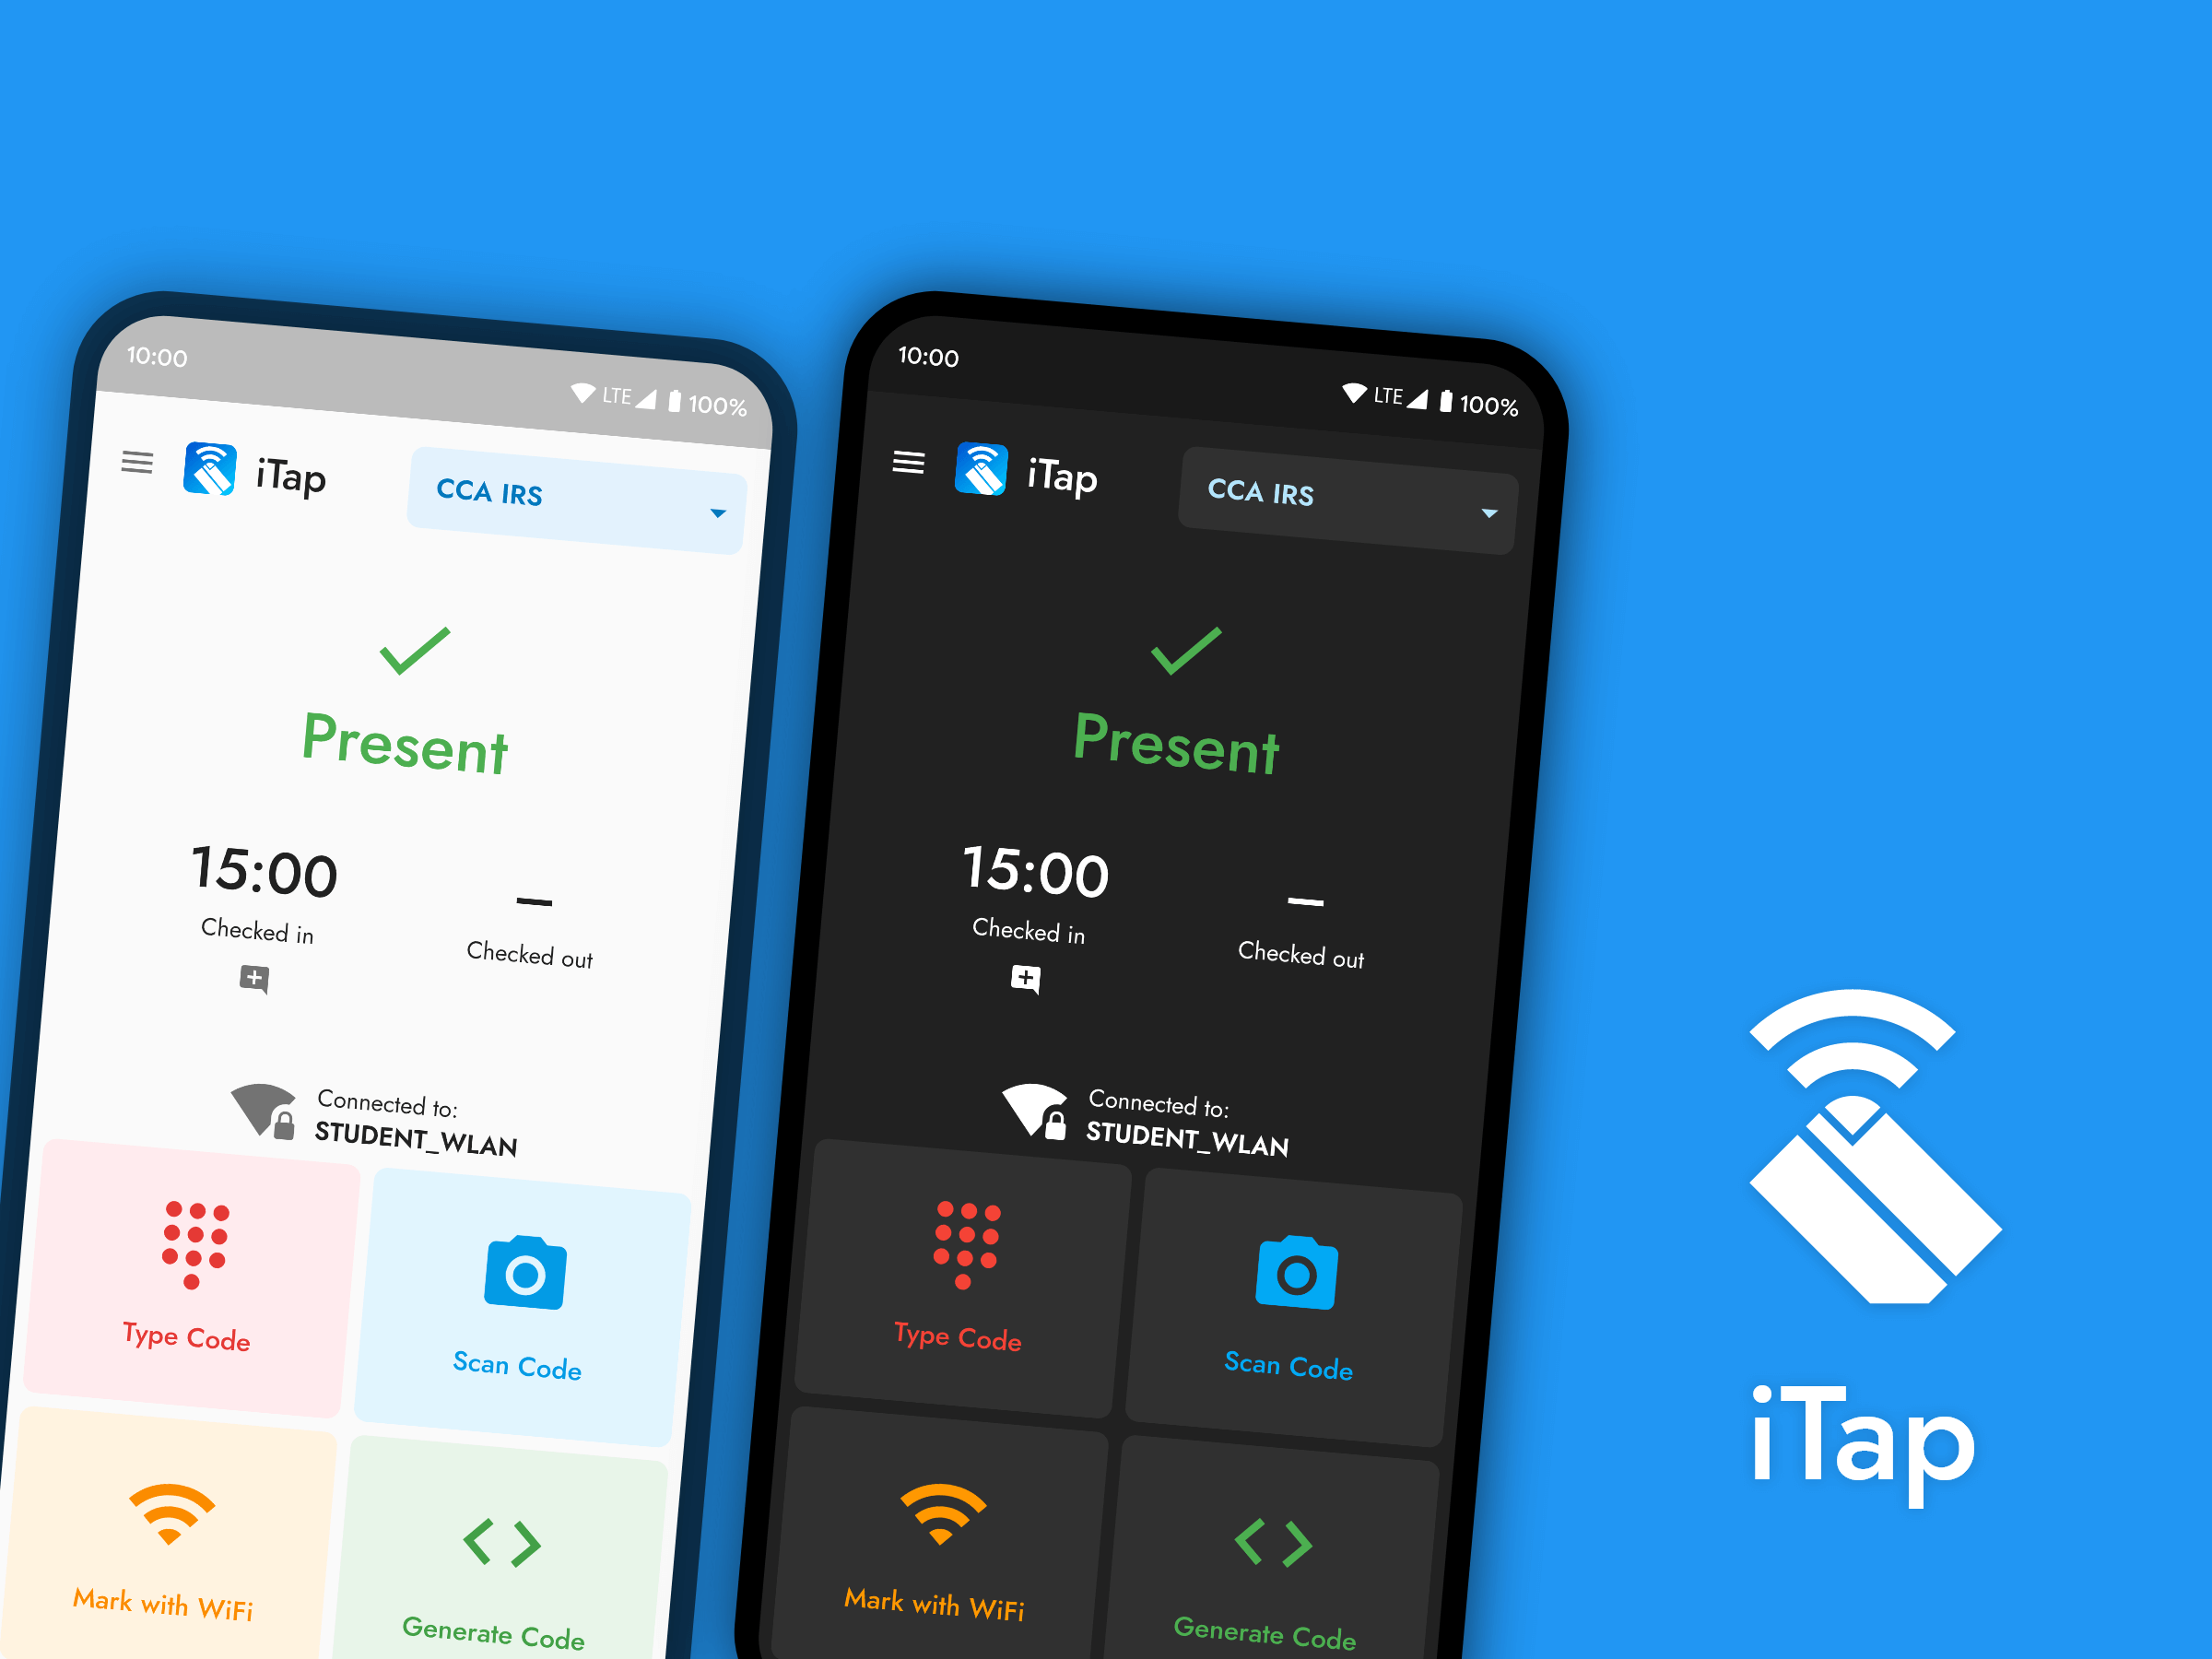 10:00
LTE 100%
iTap
CCA IRS
Present
15:00
Checked in
Checked out
Connected to:
STUDENT_WLAN
Type Code
Scan Code
Mark with WiFi
Generate Code
10:00
LTE 100%
iTap
CCA IRS
Present
15:00
Checked in
Checked out
Connected to:
STUDENT_WLAN
Type Code
Scan Code
Mark with WiFi
Generate Code
iTap